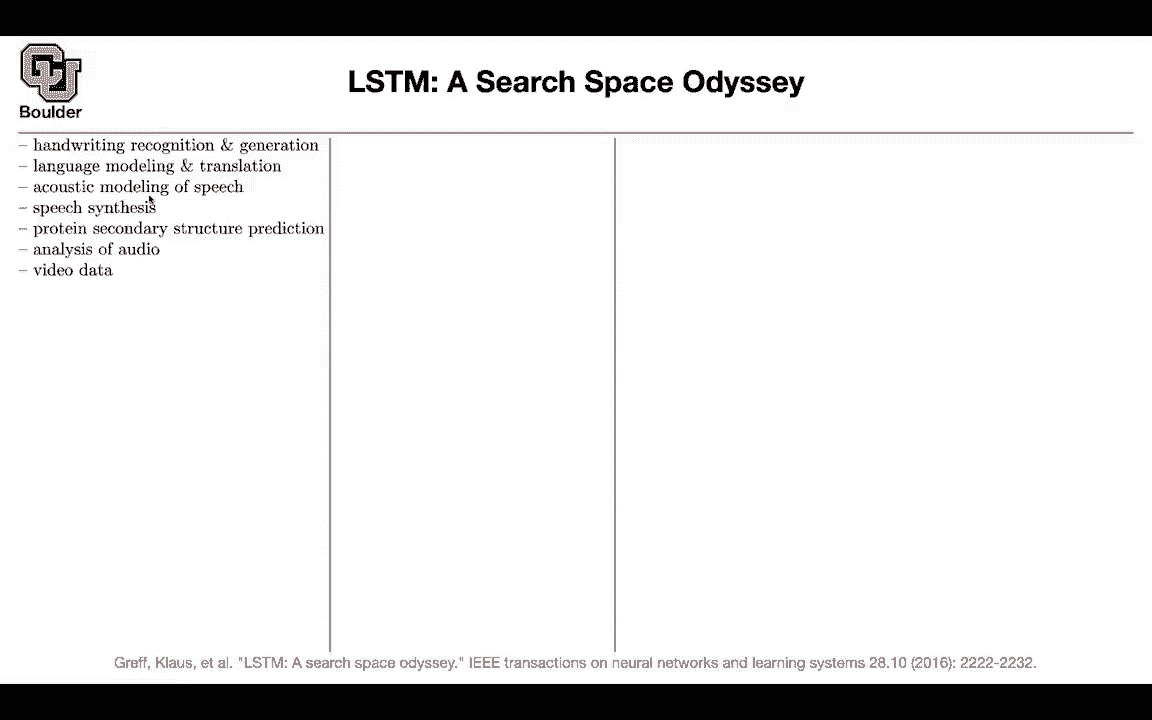 CU
Boulder
LSTM: A Search Space Odyssey
– handwriting recognition & generation
– language modeling & translation
– acoustic modeling of speech
– speech synthesis
– protein secondary structure prediction
– analysis of audio
– video data
Greff, Klaus, et al. "LSTM: A search space odyssey." IEEE transactions on neural networks and learning systems 28.10 (2016): 2222-2232.